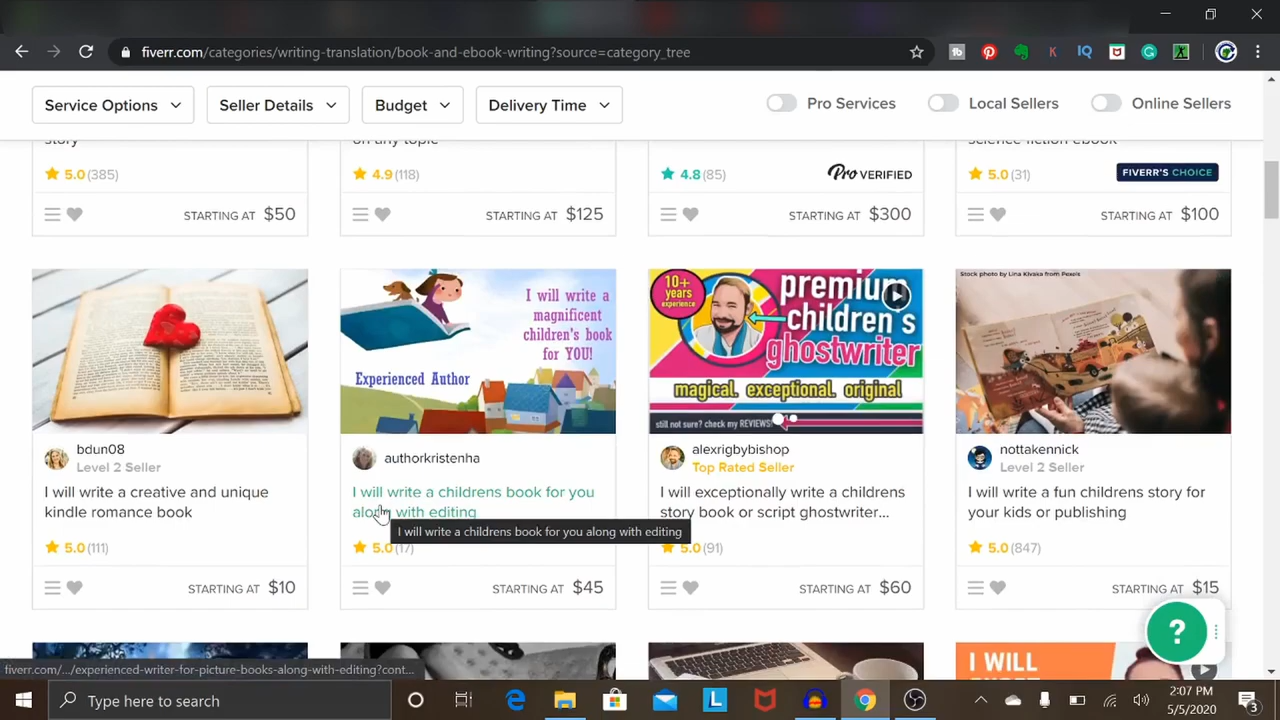 fiverr.com/categories/writing-translation/book-and-ebook-writing?source=category_tree
Service Options
Seller Details
Budget
Delivery Time
Pro Services
Local Sellers
Online Sellers
story
on any topic
science fiction ebook
5.0 (385)
4.9 (118)
4.8 (85)
Pro VERIFIED
5.0 (31)
FIVERR'S CHOICE
STARTING AT $50
STARTING AT $125
STARTING AT $300
STARTING AT $100
I will write a
magnificent
children's book
for YOU!
Experienced Author
10+
years
experience
premium
children's
ghostwriter
magical. exceptional. original
still not sure? check my REVIEWS!
Stock photo by Lina Kivaka from Pexels
bdun08
Level 2 Seller
I will write a creative and unique
kindle romance book
5.0 (111)
STARTING AT $10
authorkristenha
I will write a childrens book for you
along with editing
I will write a childrens book for you along with editing
5.0 (17)
STARTING AT $45
alexrigbybishop
Top Rated Seller
I will exceptionally write a childrens
story book or script ghostwriter...
5.0 (91)
STARTING AT $60
nottakennick
Level 2 Seller
I will write a fun childrens story for
your kids or publishing
5.0 (847)
STARTING AT $15
?
I WILL
fiverr.com/.../experienced-writer-for-picture-books-along-with-editing?cont...
Type here to search
2:07 PM
5/5/2020